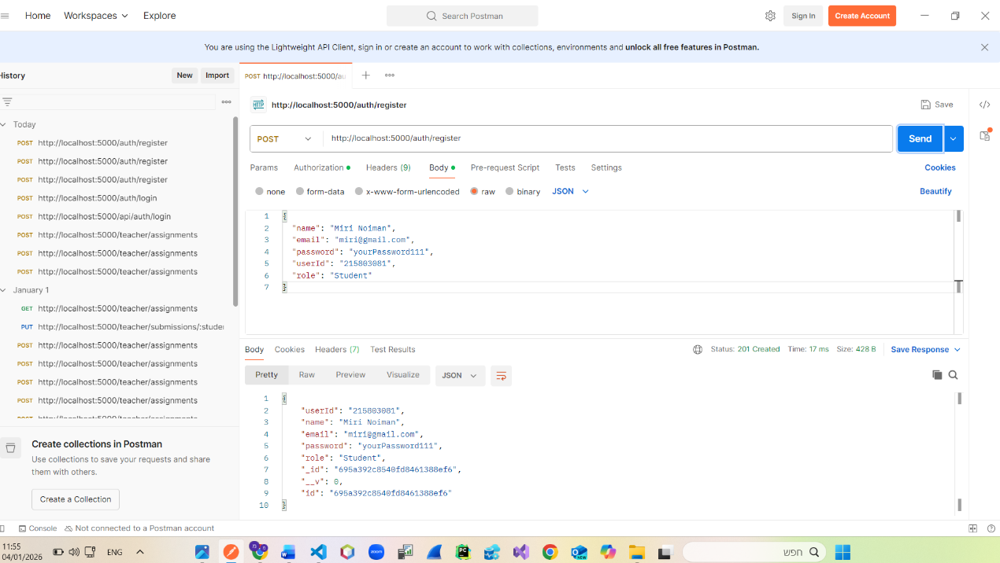 Home Workspaces Explore Search Postman Sign In Create Account
You are using the Lightweight API Client, sign in or create an account to work with collections, environments and unlock all free features in Postman.
History New Import
Today
POST http://localhost:5000/auth/register
POST http://localhost:5000/auth/register
POST http://localhost:5000/auth/register
POST http://localhost:5000/auth/login
POST http://localhost:5000/api/auth/login
POST http://localhost:5000/teacher/assignments
POST http://localhost:5000/teacher/assignments
POST http://localhost:5000/teacher/assignments
January 1
GET http://localhost:5000/teacher/assignments
PUT http://localhost:5000/teacher/submissions/:studen
POST http://localhost:5000/teacher/assignments
POST http://localhost:5000/teacher/assignments
POST http://localhost:5000/teacher/assignments
POST http://localhost:5000/teacher/assignments
POST http://localhost:5000/teacher/assignments
Create collections in Postman
Use collections to save your requests and share
them with others.
Create a Collection
POST http://localhost:5000/au
HTTP http://localhost:5000/auth/register Save
POST http://localhost:5000/auth/register Send
Params Authorization Headers (9) Body Pre-request Script Tests Settings Cookies
none form-data x-www-form-urlencoded raw binary JSON Beautify
1 {
2 "name": "Miri Noiman",
3 "email": "miri@gmail.com",
4 "password": "yourPassword111",
5 "userId": "215803081",
6 "role": "Student"
7 }
Body Cookies Headers (7) Test Results Status: 201 Created Time: 17 ms Size: 428 B Save Response
Pretty Raw Preview Visualize JSON
1 {
2 "userId": "215803081",
3 "name": "Miri Noiman",
4 "email": "miri@gmail.com",
5 "password": "yourPassword111",
6 "role": "Student",
7 "_id": "695a392c8540fd8461388ef6",
8 "__v": 0,
9 "id": "695a392c8540fd8461388ef6"
10 }
Console Not connected to a Postman account
11:55
04/01/2026
ENG
חפש